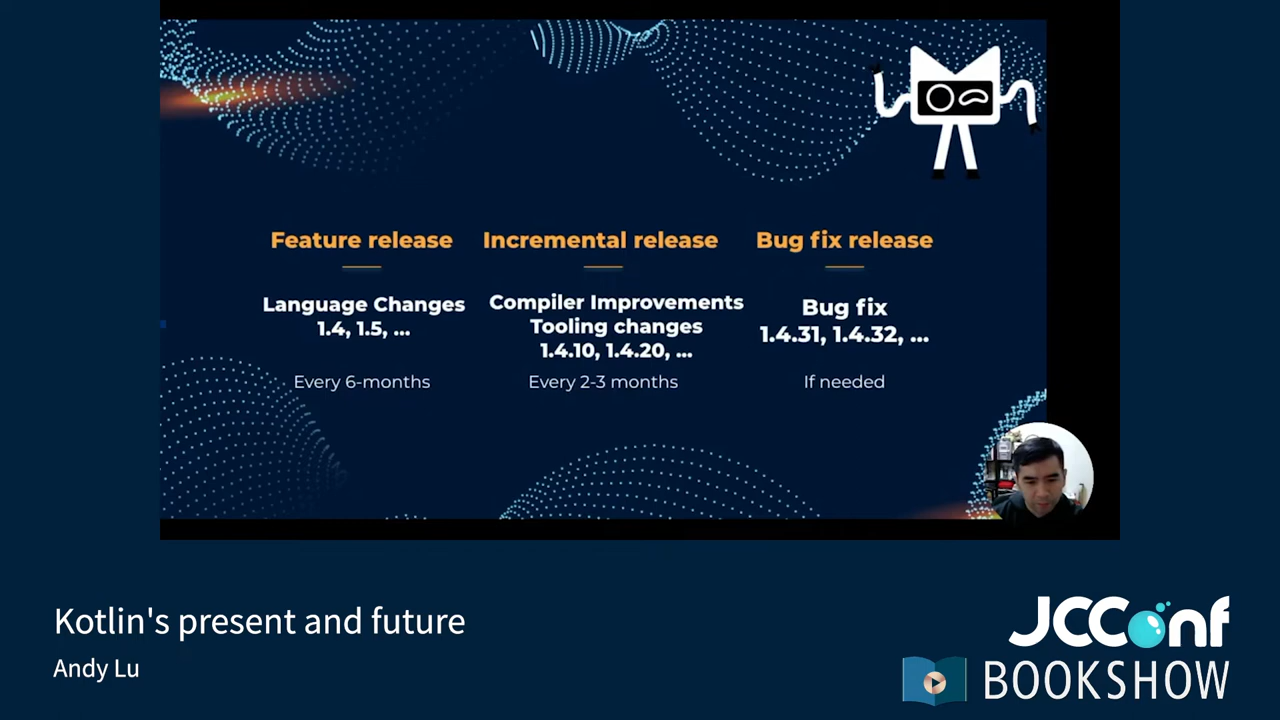 Feature release
Incremental release
Bug fix release
Language Changes
1.4, 1.5, ...
Compiler Improvements
Tooling changes
1.4.10, 1.4.20, ...
Bug fix
1.4.31, 1.4.32, ...
Every 6-months
Every 2-3 months
If needed
Kotlin's present and future
Andy Lu
JCConf
BOOKSHOW